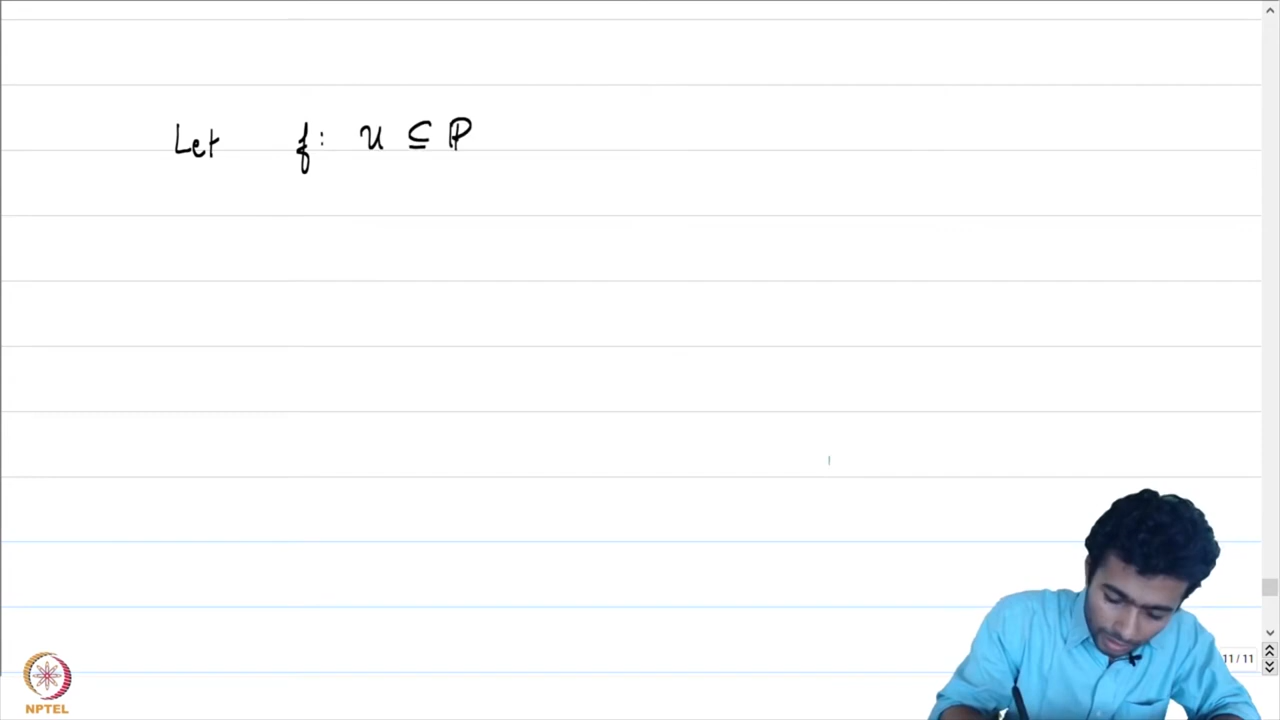 Let f: U ⊆ ℙ
11/11
NPTEL